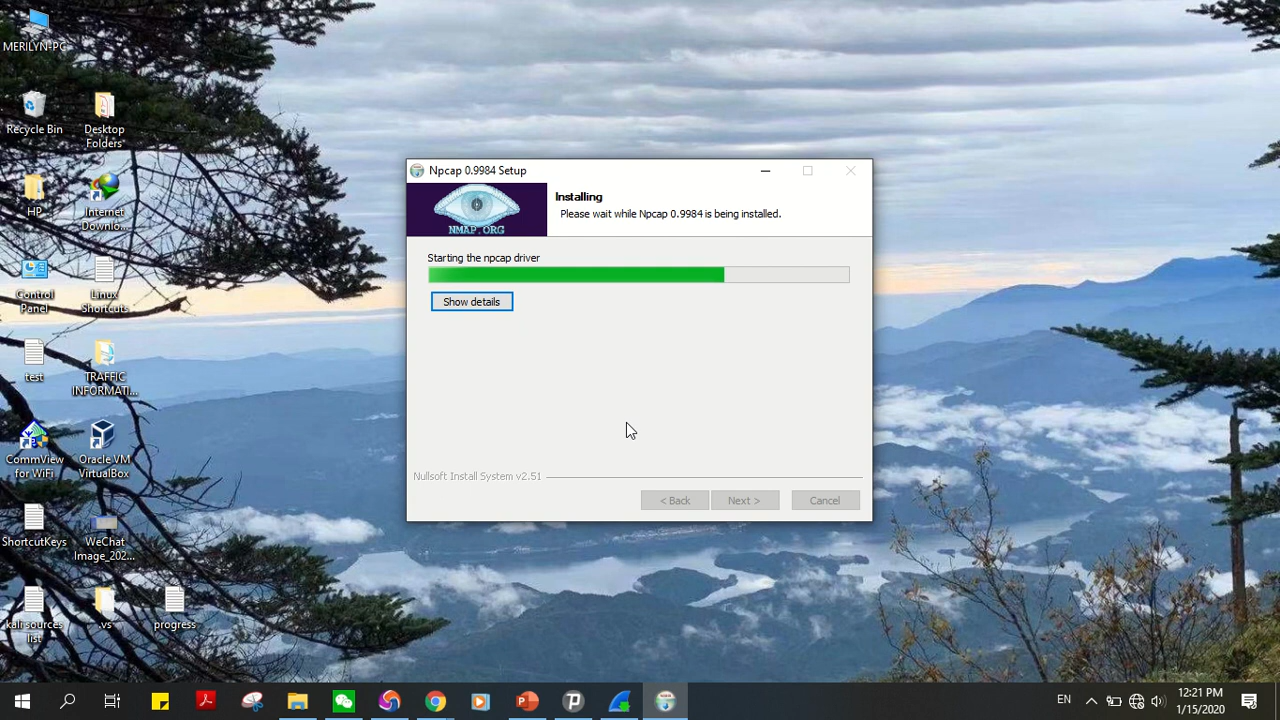 MERILYN-PC
Recycle Bin
Desktop
Folders
HP
Internet
Downlo...
Control
Panel
Linux
Shortcuts
test
TRAFFIC
INFORMATI...
CommView
for WiFi
Oracle VM
VirtualBox
ShortcutKeys
WeChat
Image_202...
kali sources
list
.vs
progress
Npcap 0.9984 Setup
NMAP.ORG
Installing
Please wait while Npcap 0.9984 is being installed.
Starting the npcap driver
Show details
Nullsoft Install System v2.51
< Back
Next >
Cancel
EN
12:21 PM
1/15/2020